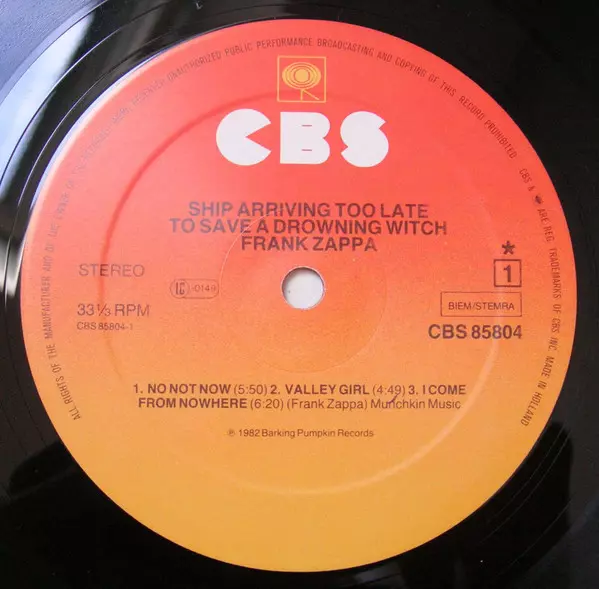 ALL RIGHTS OF THE MANUFACTURER AND OF THE OWNER OF THE RECORDED WORK RESERVED. UNAUTHORIZED PUBLIC PERFORMANCE BROADCASTING AND COPYING OF THIS RECORD PROHIBITED · CBS & ARE REG. TRADEMARKS OF CBS INC. MADE IN HOLLAND
CBS
SHIP ARRIVING TOO LATE
TO SAVE A DROWNING WITCH
FRANK ZAPPA
STEREO
33⅓ RPM
CBS 85804-1
*
1
BIEM/STEMRA
CBS 85804
1. NO NOT NOW (5:50) 2. VALLEY GIRL (4:49) 3. I COME
FROM NOWHERE (6:20) (Frank Zappa) Munchkin Music
℗ 1982 Barking Pumpkin Records